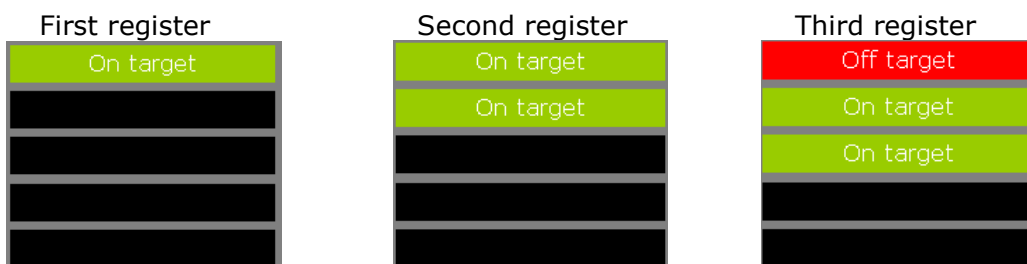 First register
On target
Second register
On target
On target
Third register
Off target
On target
On target